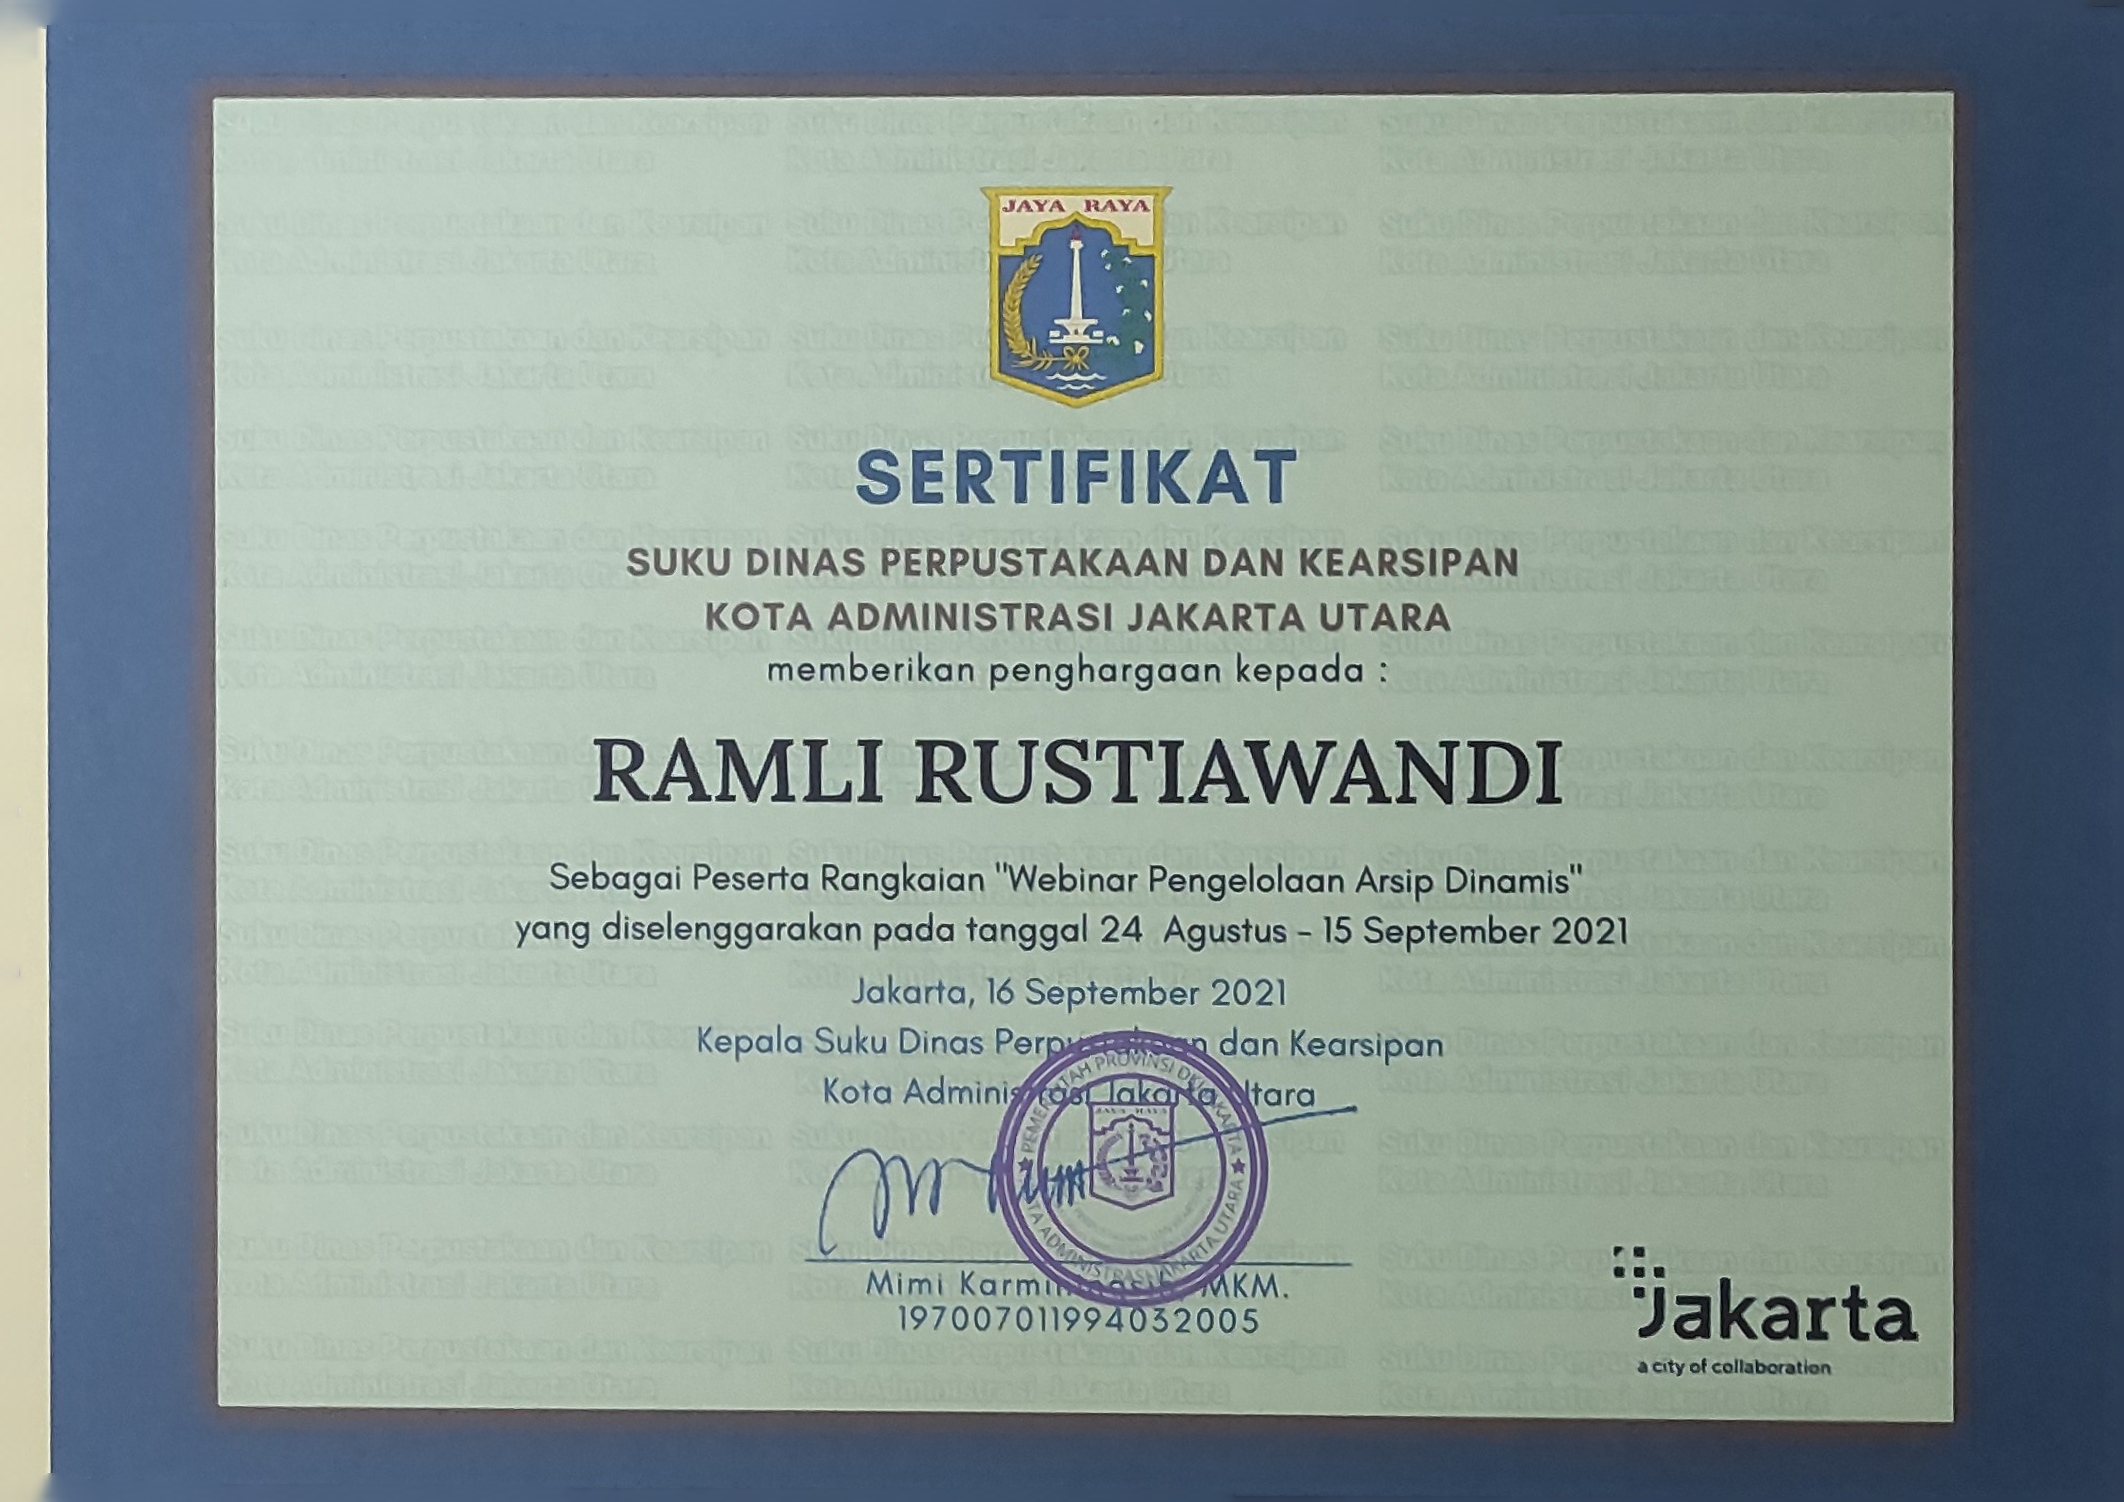 JAYA RAYA
SERTIFIKAT
SUKU DINAS PERPUSTAKAAN DAN KEARSIPAN
KOTA ADMINISTRASI JAKARTA UTARA
memberikan penghargaan kepada :
RAMLI RUSTIAWANDI
Sebagai Peserta Rangkaian "Webinar Pengelolaan Arsip Dinamis"
yang diselenggarakan pada tanggal 24 Agustus - 15 September 2021
Jakarta, 16 September 2021
Kepala Suku Dinas Perpustakaan dan Kearsipan
Kota Administrasi Jakarta Utara
PEMERINTAH PROVINSI DKI JAKARTA
KOTA ADMINISTRASI JAKARTA UTARA
Mimi MKM.
197007011994032005
Jakarta
a city of collaboration